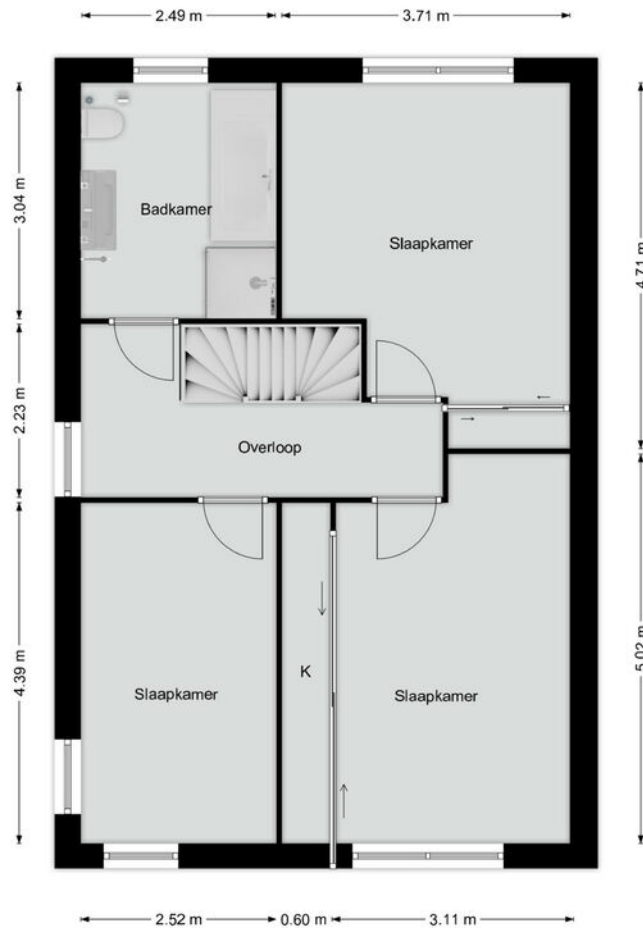 2.49 m
3.71 m
3.04 m
2.23 m
4.39 m
4.71 m
5.02 m
Badkamer
Slaapkamer
Overloop
Slaapkamer
K
Slaapkamer
2.52 m
0.60 m
3.11 m